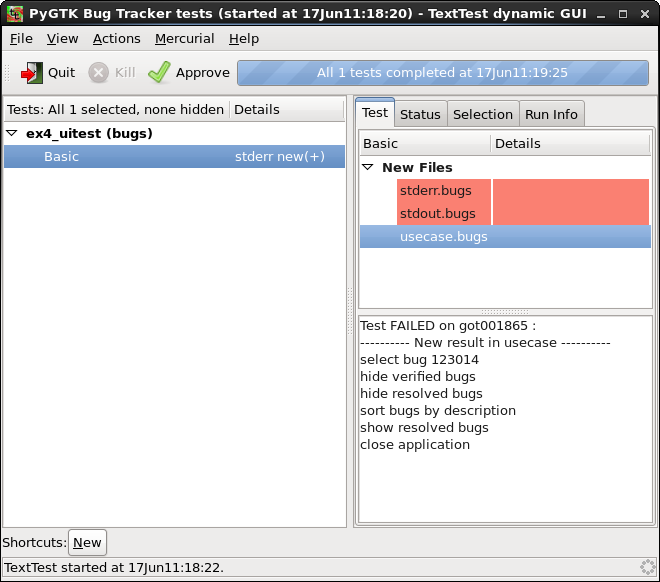 PyGTK Bug Tracker tests (started at 17Jun11:18:20) - TextTest dynamic GUI
File View Actions Mercurial Help
Quit Kill Approve All 1 tests completed at 17Jun11:19:25
Tests: All 1 selected, none hidden Details
ex4_uitest (bugs)
Basic stderr new(+)
Test Status Selection Run Info
Basic Details
New Files
stderr.bugs
stdout.bugs
usecase.bugs
Test FAILED on got001865 :
---------- New result in usecase ----------
select bug 123014
hide verified bugs
hide resolved bugs
sort bugs by description
show resolved bugs
close application
Shortcuts: New
TextTest started at 17Jun11:18:22.